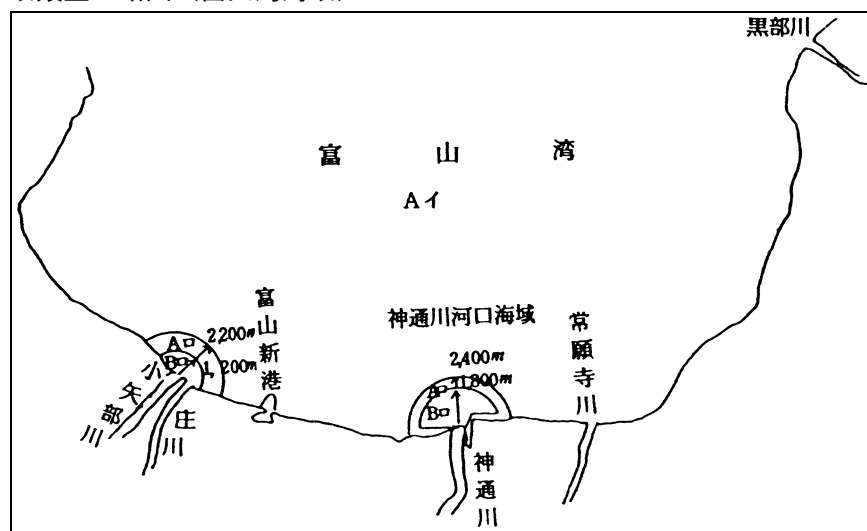 黒部川
富山湾
Aイ
富山新港
神通川河口海域
常願寺川
2,200m
Aロ
Bロ
1,200m
小矢部川
庄川
2,400m
1,800m
Aロ
Bロ
神通川